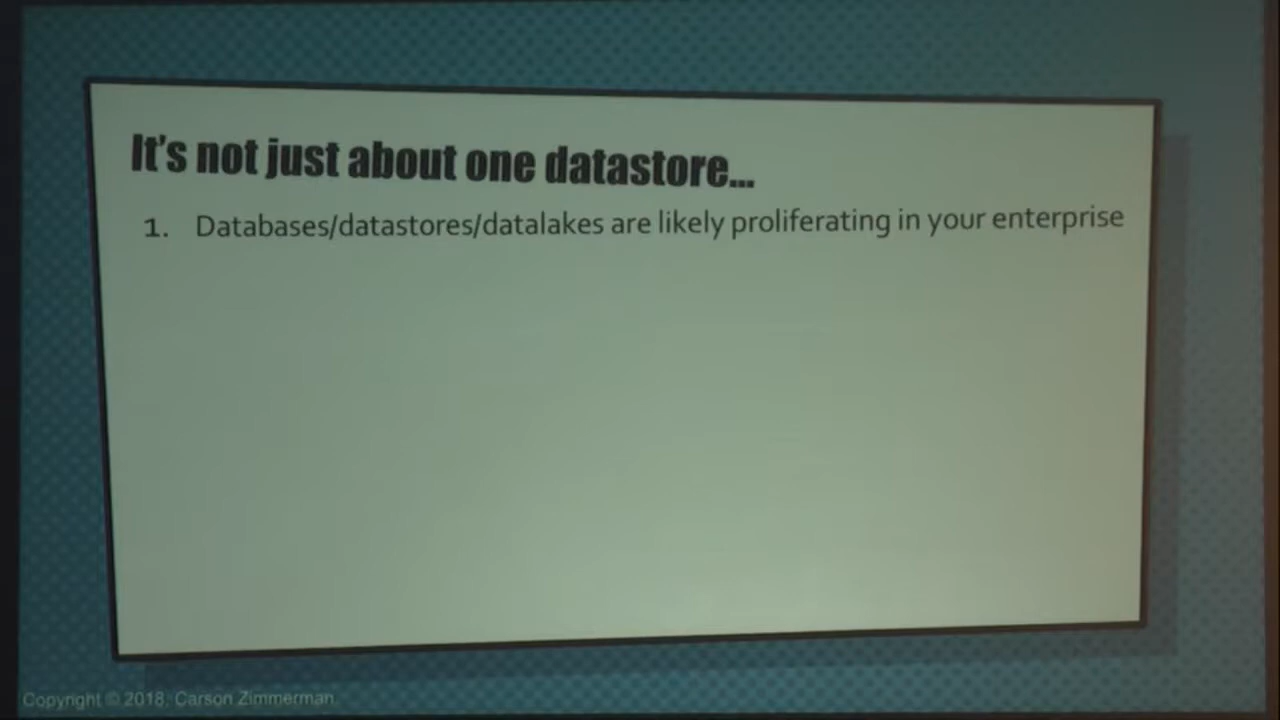 It's not just about one datastore...
1. Databases/datastores/datalakes are likely proliferating in your enterprise
Copyright © 2018, Carson Zimmerman